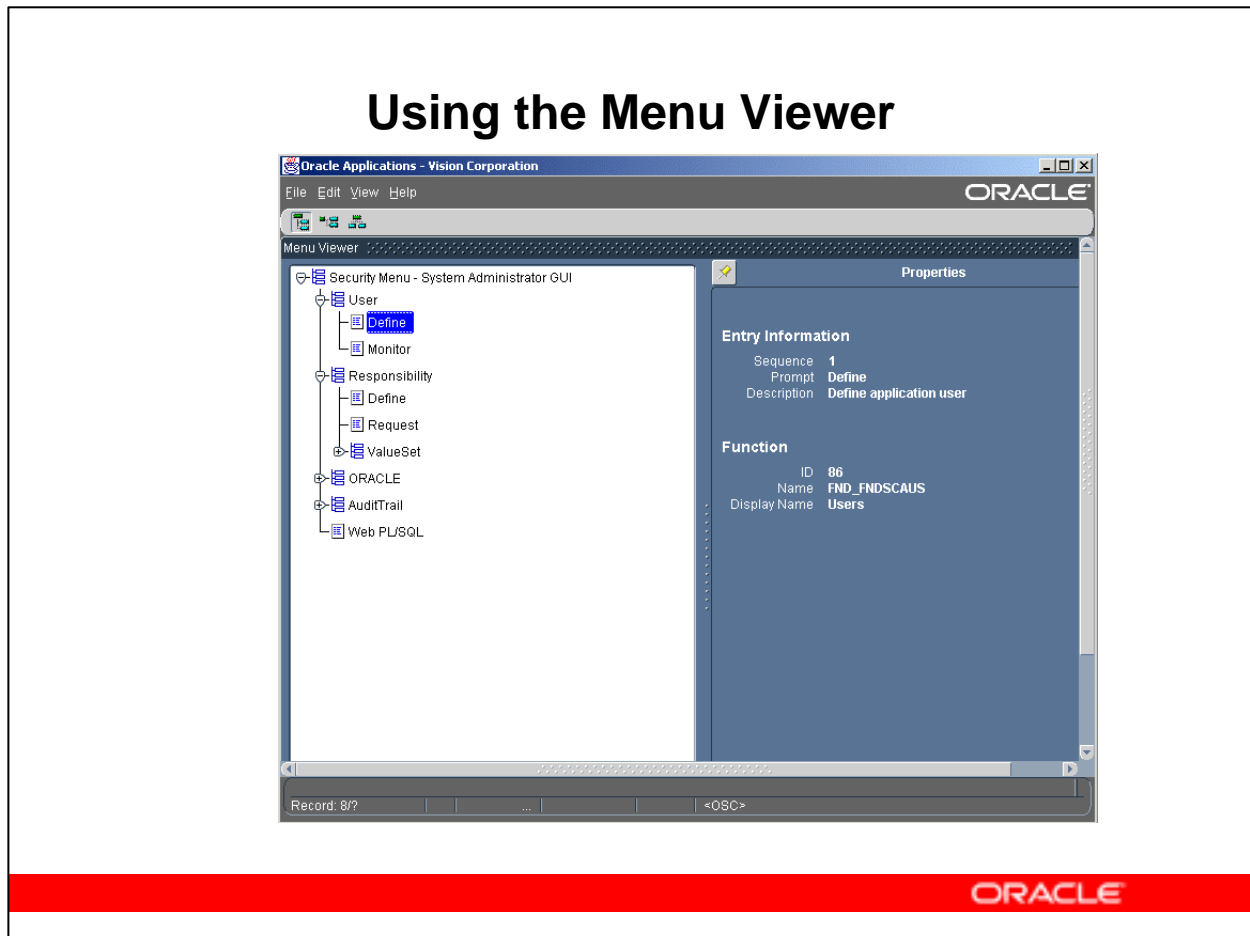 Using the Menu Viewer
Oracle Applications - Vision Corporation
File Edit View Help
ORACLE
Menu Viewer
Security Menu - System Administrator GUI
User
Define
Monitor
Responsibility
Define
Request
ValueSet
ORACLE
AuditTrail
Web PL/SQL
Properties
Entry Information
Sequence 1
Prompt Define
Description Define application user
Function
ID 86
Name FND_FNDSCAUS
Display Name Users
Record: 8/? ... <OSC>
ORACLE